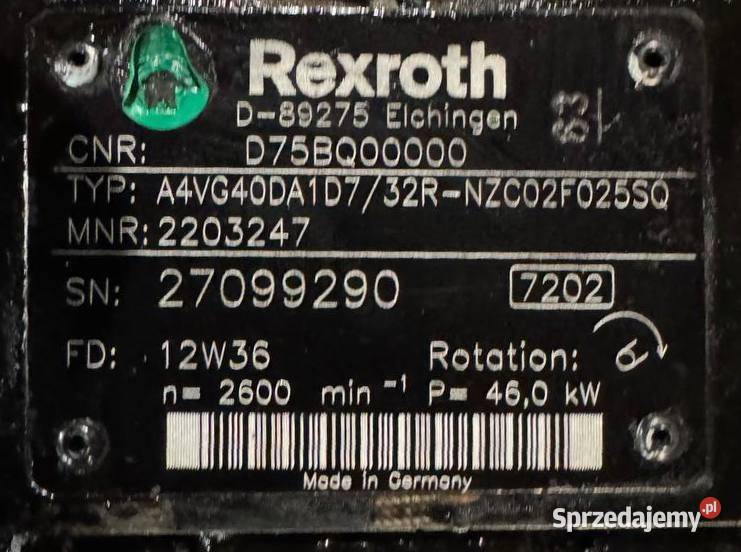 Rexroth
D-89275 Elchingen
CNR: D75BQ00000
TYP: A4VG40DA1D7/32R-NZC02F025SQ
MNR: 2203247
SN: 27099290 7202
FD: 12W36 Rotation:
n= 2600 min⁻¹ P= 46,0 kW
Made in Germany
Sprzedajemy.pl